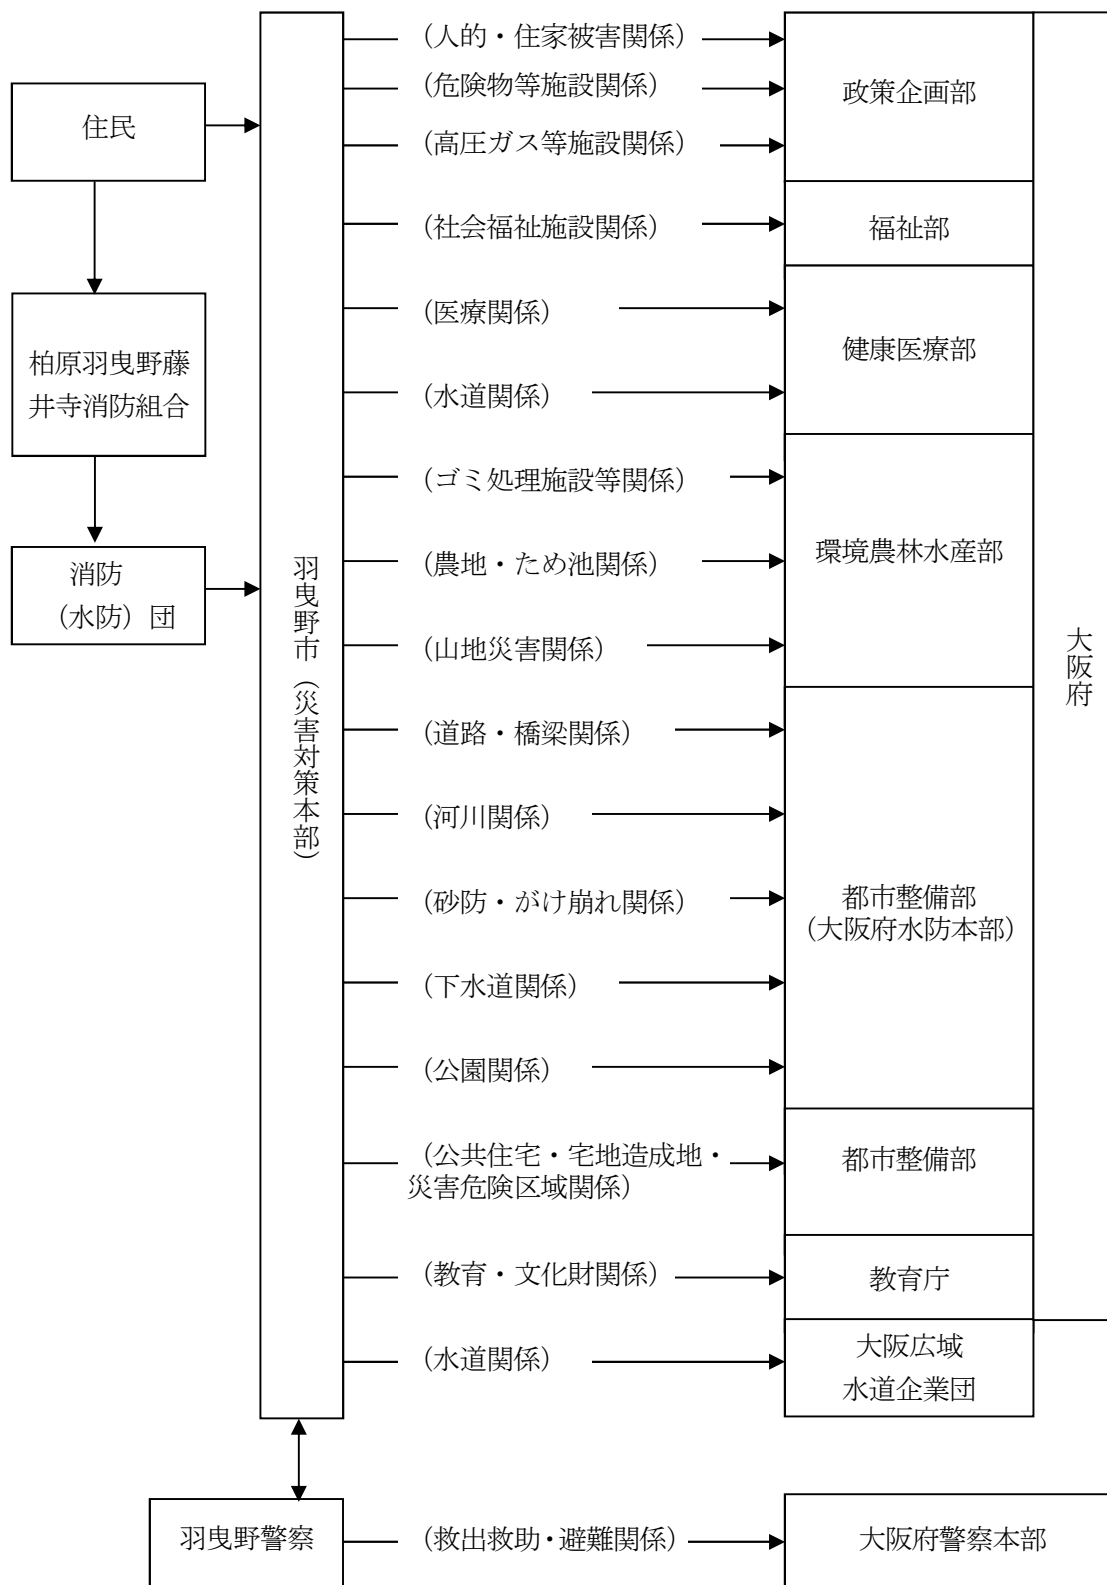 住民
柏原羽曳野藤
井寺消防組合
消防
（水防）団
羽曳野市（災害対策本部）
（人的・住家被害関係）
（危険物等施設関係）
（高圧ガス等施設関係）
政策企画部
（社会福祉施設関係）
福祉部
（医療関係）
（水道関係）
健康医療部
（ゴミ処理施設等関係）
（農地・ため池関係）
（山地災害関係）
環境農林水産部
（道路・橋梁関係）
（河川関係）
（砂防・がけ崩れ関係）
（下水道関係）
（公園関係）
都市整備部
（大阪府水防本部）
（公共住宅・宅地造成地・
災害危険区域関係）
都市整備部
（教育・文化財関係）
教育庁
大阪府
（水道関係）
大阪広域
水道企業団
羽曳野警察
（救出救助・避難関係）
大阪府警察本部